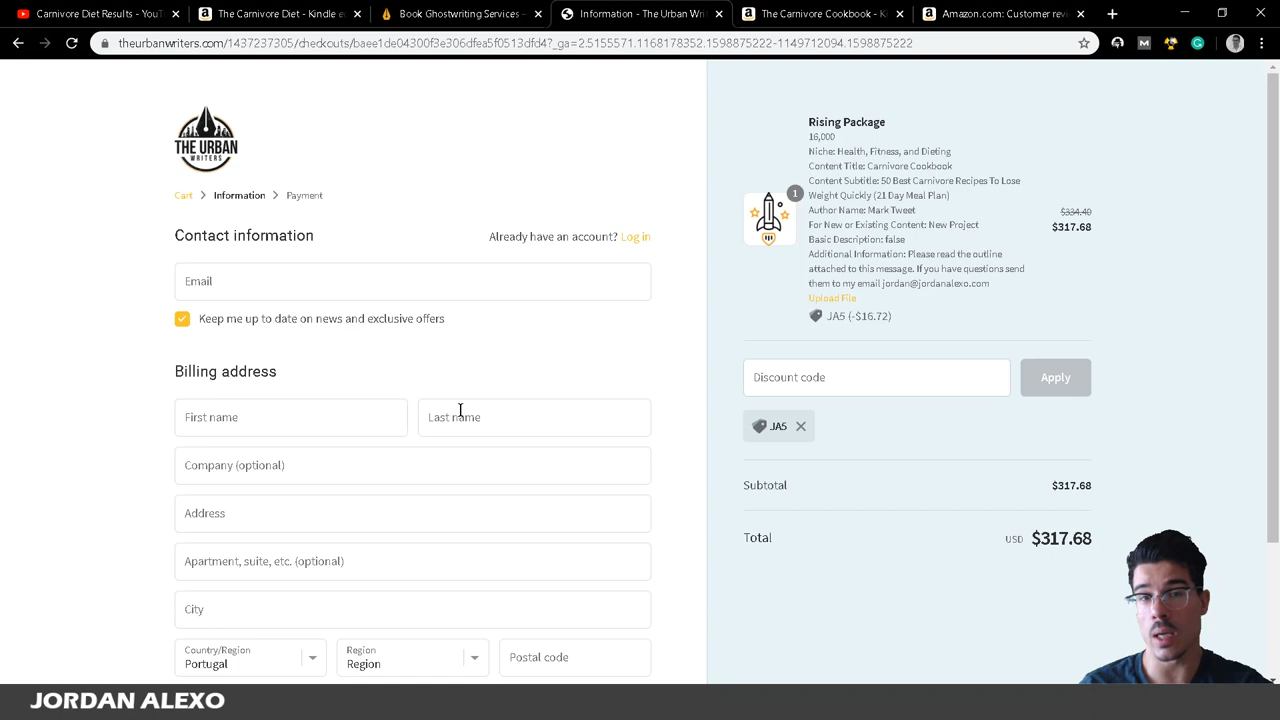 Carnivore Diet Results - YouT
The Carnivore Diet - Kindle e
Book Ghostwriting Services –
Information - The Urban Writ
The Carnivore Cookbook - K
Amazon.com: Customer revi
theurbanwriters.com/1437237305/checkouts/baee1de04300f3e306dfea5f0513dfd4?_ga=2.5155571.1168178352.1598875222-1149712094.1598875222
THE URBAN
WRITERS
Cart > Information > Payment
Contact information
Already have an account? Log in
Email
Keep me up to date on news and exclusive offers
Billing address
First name
Last name
Company (optional)
Address
Apartment, suite, etc. (optional)
City
Country/Region
Portugal
Region
Region
Postal code
1
Rising Package
16,000
Niche: Health, Fitness, and Dieting
Content Title: Carnivore Cookbook
Content Subtitle: 50 Best Carnivore Recipes To Lose
Weight Quickly (21 Day Meal Plan)
Author Name: Mark Tweet
For New or Existing Content: New Project
Basic Description: false
Additional Information: Please read the outline
attached to this message. If you have questions send
them to my email jordan@jordanalexo.com
Upload File
JA5 (-$16.72)
$334.40
$317.68
Discount code
Apply
JA5
Subtotal $317.68
Total USD $317.68
JORDAN ALEXO